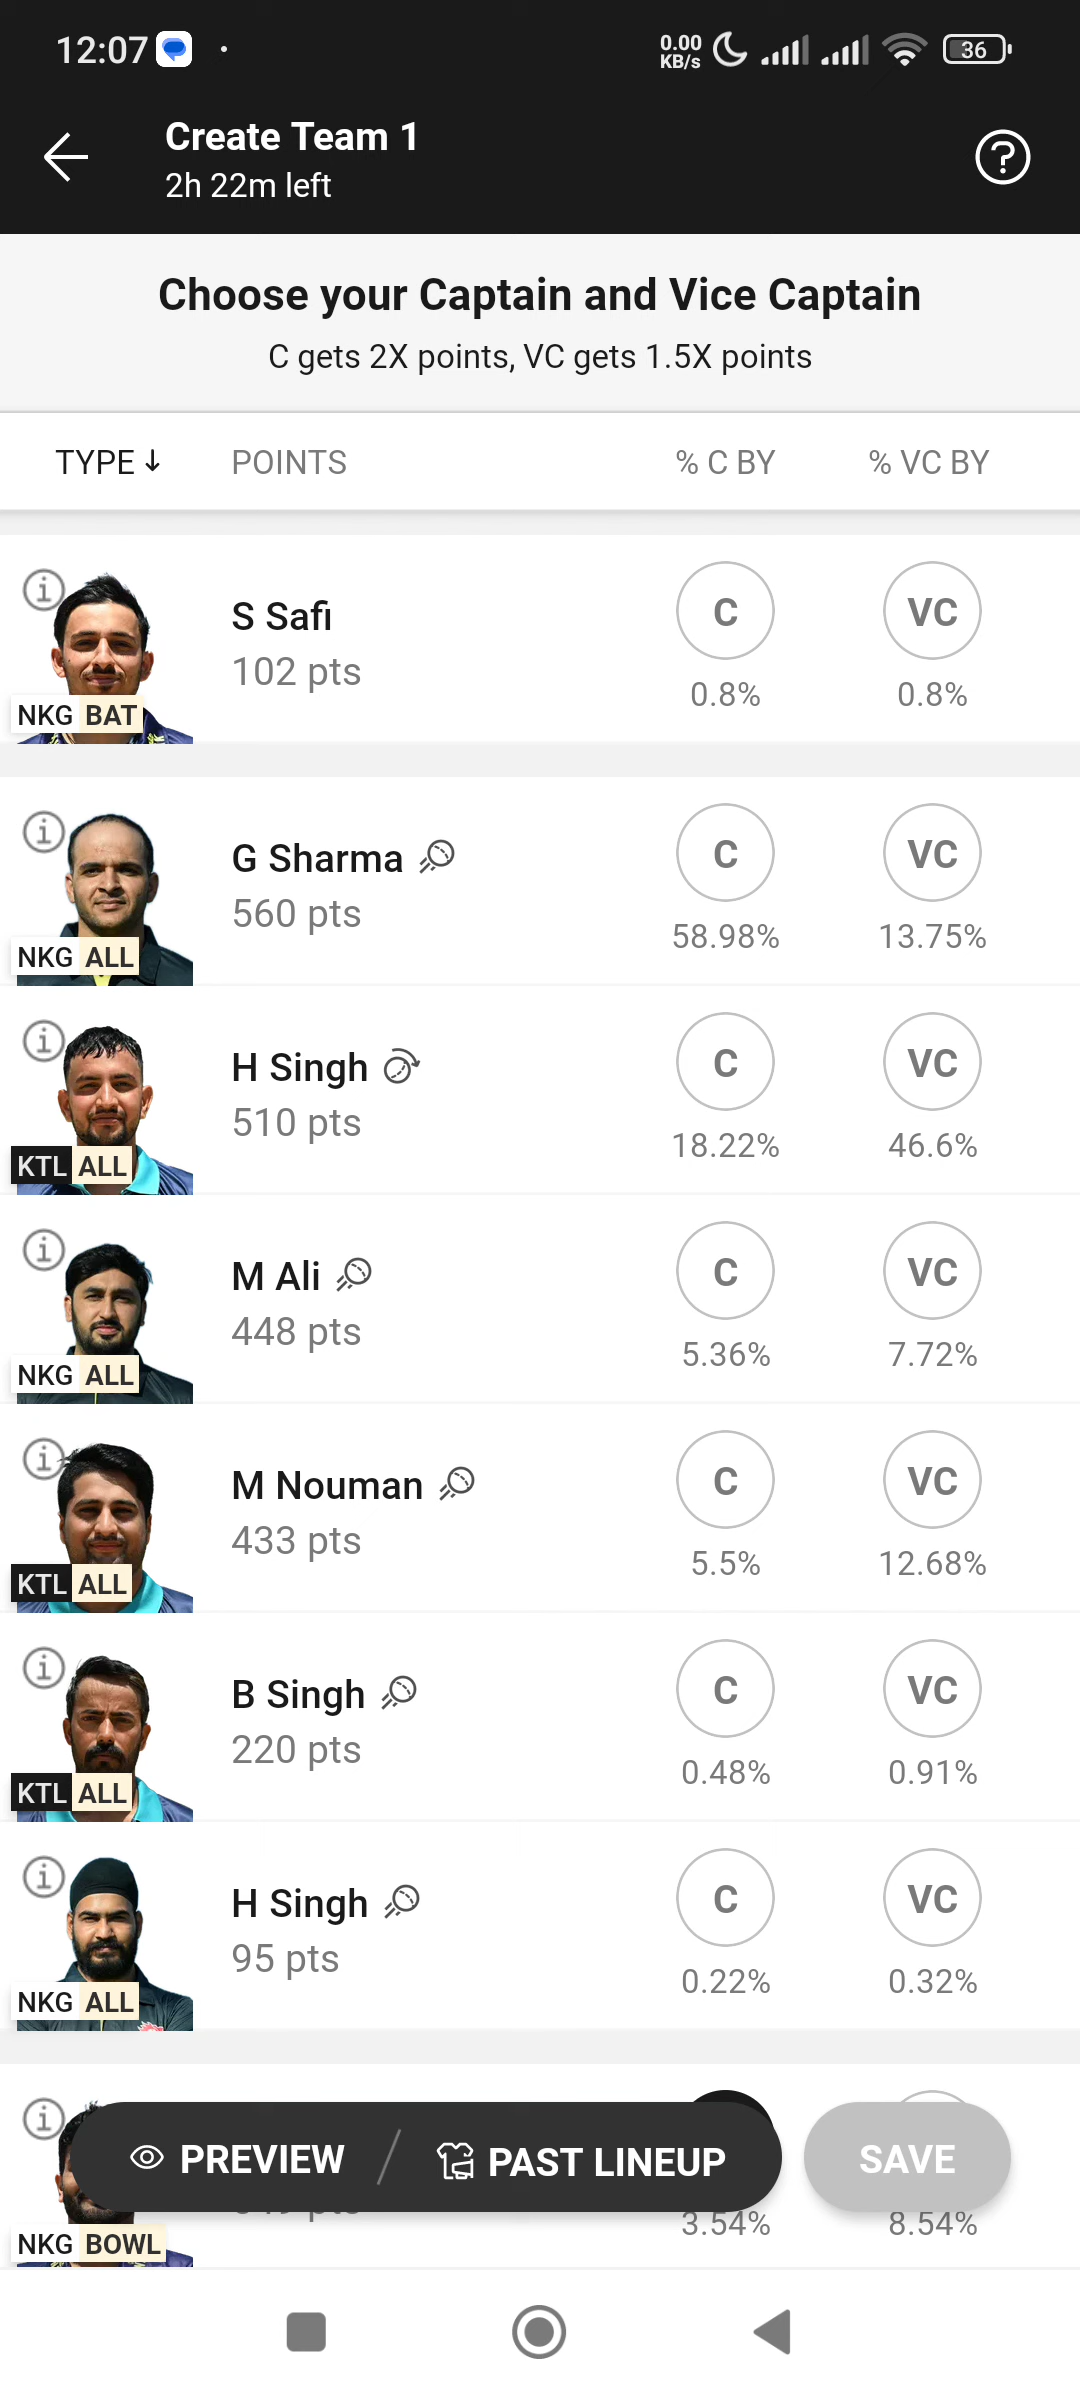 12:07
0.00 KB/s
36
Create Team 1
2h 22m left
Choose your Captain and Vice Captain
C gets 2X points, VC gets 1.5X points
TYPE ↓ POINTS % C BY % VC BY
S Safi
102 pts
NKG BAT
C VC
0.8% 0.8%
G Sharma
560 pts
NKG ALL
C VC
58.98% 13.75%
H Singh
510 pts
KTL ALL
C VC
18.22% 46.6%
M Ali
448 pts
NKG ALL
C VC
5.36% 7.72%
M Nouman
433 pts
KTL ALL
C VC
5.5% 12.68%
B Singh
220 pts
KTL ALL
C VC
0.48% 0.91%
H Singh
95 pts
NKG ALL
C VC
0.22% 0.32%
PREVIEW / PAST LINEUP SAVE
3.54% 8.54%
NKG BOWL